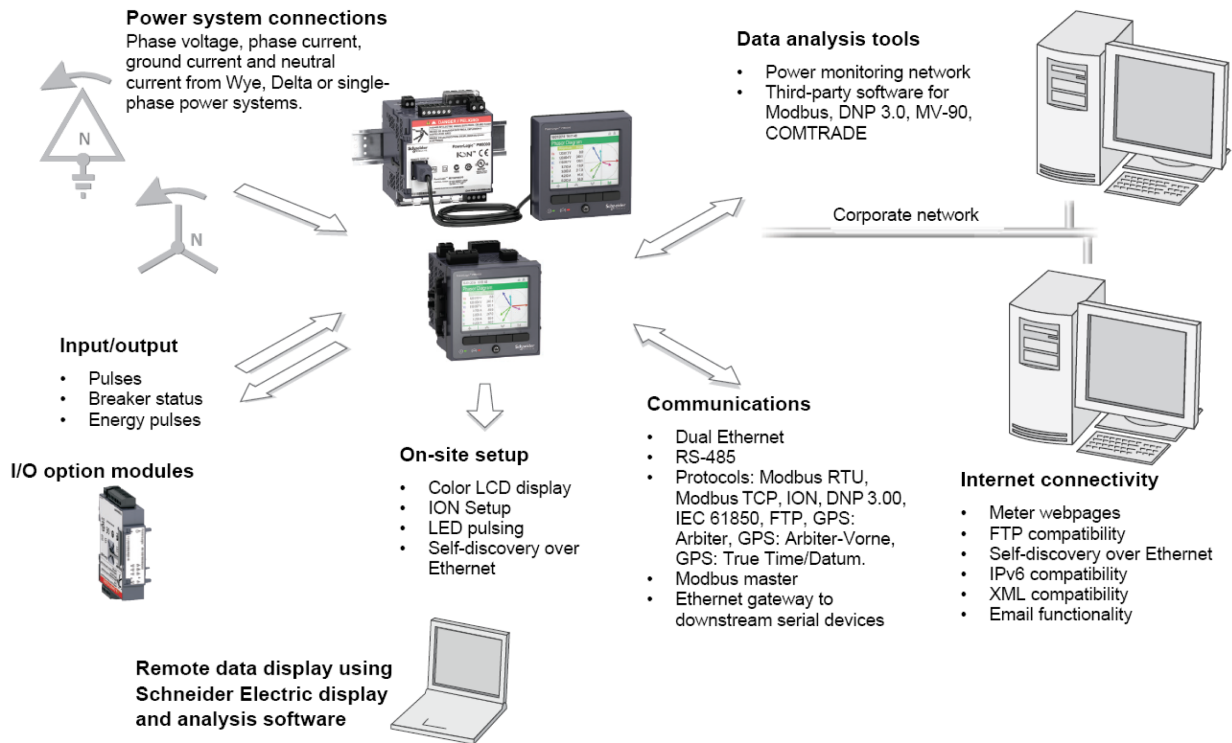 Power system connections
Phase voltage, phase current,
ground current and neutral
current from Wye, Delta or single-
phase power systems.
N
N
Data analysis tools
• Power monitoring network
• Third-party software for
Modbus, DNP 3.0, MV-90,
COMTRADE
Corporate network
Input/output
• Pulses
• Breaker status
• Energy pulses
I/O option modules
On-site setup
• Color LCD display
• ION Setup
• LED pulsing
• Self-discovery over
Ethernet
Communications
• Dual Ethernet
• RS-485
• Protocols: Modbus RTU,
Modbus TCP, ION, DNP 3.00,
IEC 61850, FTP, GPS:
Arbiter, GPS: Arbiter-Vorne,
GPS: True Time/Datum.
• Modbus master
• Ethernet gateway to
downstream serial devices
Internet connectivity
• Meter webpages
• FTP compatibility
• Self-discovery over Ethernet
• IPv6 compatibility
• XML compatibility
• Email functionality
Remote data display using
Schneider Electric display
and analysis software